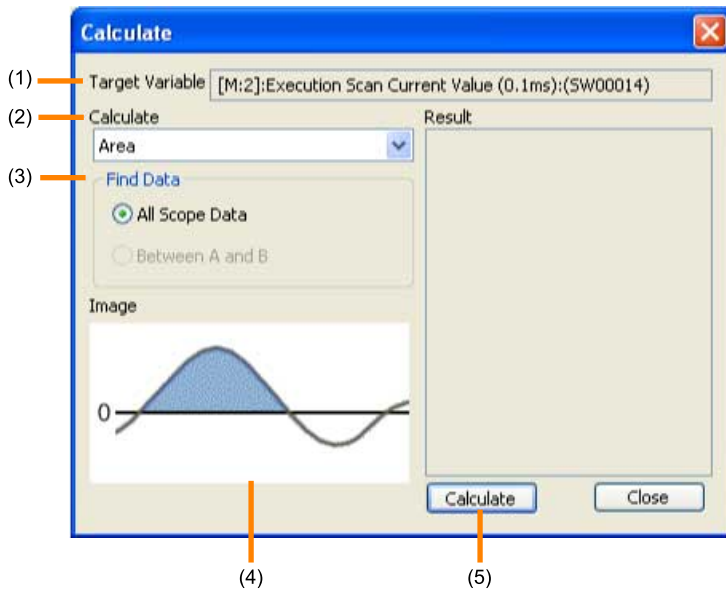 Calculate
(1)
Target Variable [M:2]:Execution Scan Current Value (0.1ms):(SW00014)
(2)
Calculate
Result
Area
(3)
Find Data
All Scope Data
Between A and B
Image
0
Calculate
Close
(4)
(5)